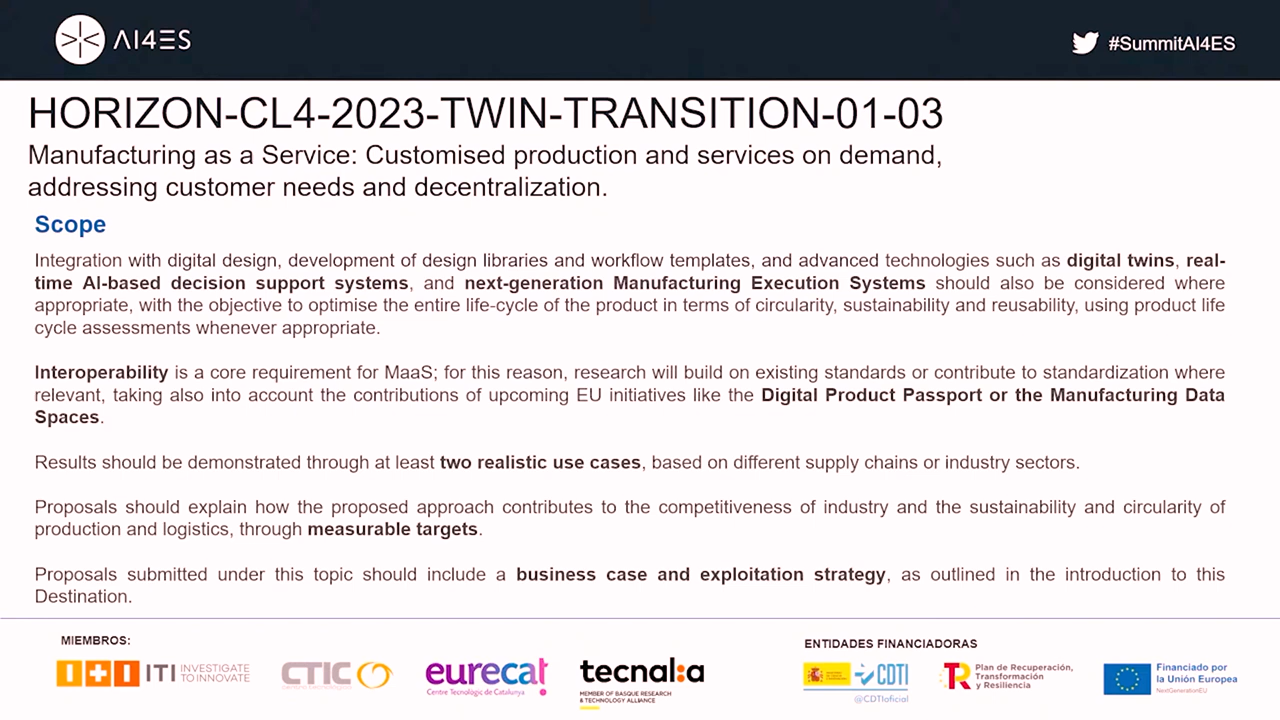 AI4ES
#SummitAI4ES
HORIZON-CL4-2023-TWIN-TRANSITION-01-03
Manufacturing as a Service: Customised production and services on demand,
addressing customer needs and decentralization.
Scope
Integration with digital design, development of design libraries and workflow templates, and advanced technologies such as digital twins, real-
time AI-based decision support systems, and next-generation Manufacturing Execution Systems should also be considered where
appropriate, with the objective to optimise the entire life-cycle of the product in terms of circularity, sustainability and reusability, using product life
cycle assessments whenever appropriate.
Interoperability is a core requirement for MaaS; for this reason, research will build on existing standards or contribute to standardization where
relevant, taking also into account the contributions of upcoming EU initiatives like the Digital Product Passport or the Manufacturing Data
Spaces.
Results should be demonstrated through at least two realistic use cases, based on different supply chains or industry sectors.
Proposals should explain how the proposed approach contributes to the competitiveness of industry and the sustainability and circularity of
production and logistics, through measurable targets.
Proposals submitted under this topic should include a business case and exploitation strategy, as outlined in the introduction to this
Destination.
MIEMBROS:
ITI INVESTIGATE
TO INNOVATE
CTIC
eurecat
Centre Tecnològic de Catalunya
tecnalia
MEMBER OF BASQUE RESEARCH
& TECHNOLOGY ALLIANCE
ENTIDADES FINANCIADORAS
CDTI
@CDTIoficial
Plan de Recuperación,
Transformación
y Resiliencia
Financiado por
la Unión Europea
NextGenerationEU